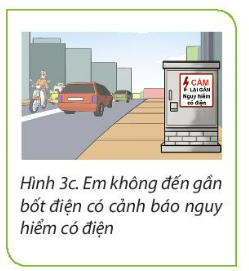 CẤM
LẠI GẦN
Nguy hiểm
có điện
Hình 3c. Em không đến gần
bốt điện có cảnh báo nguy
hiểm có điện